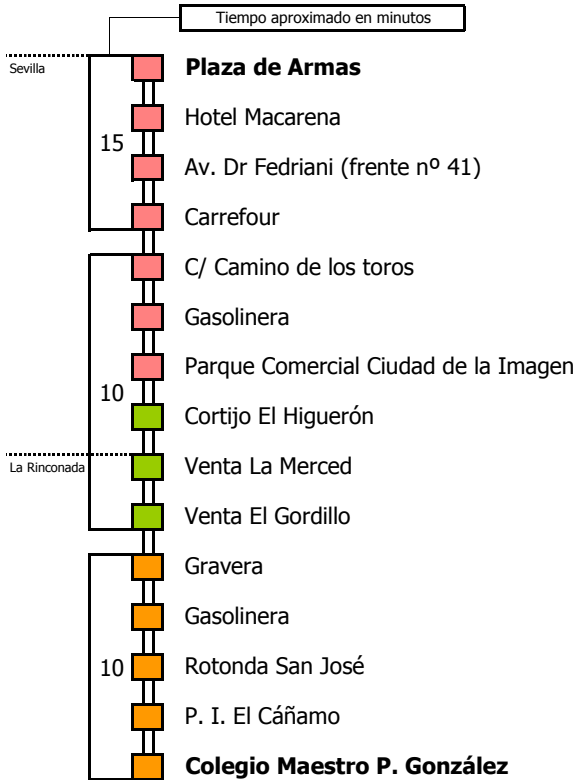 Tiempo aproximado en minutos
Sevilla
Plaza de Armas
Hotel Macarena
15
Av. Dr Fedriani (frente nº 41)
Carrefour
C/ Camino de los toros
Gasolinera
Parque Comercial Ciudad de la Imagen
10
Cortijo El Higuerón
La Rinconada
Venta La Merced
Venta El Gordillo
Gravera
Gasolinera
10
Rotonda San José
P. I. El Cáñamo
Colegio Maestro P. González